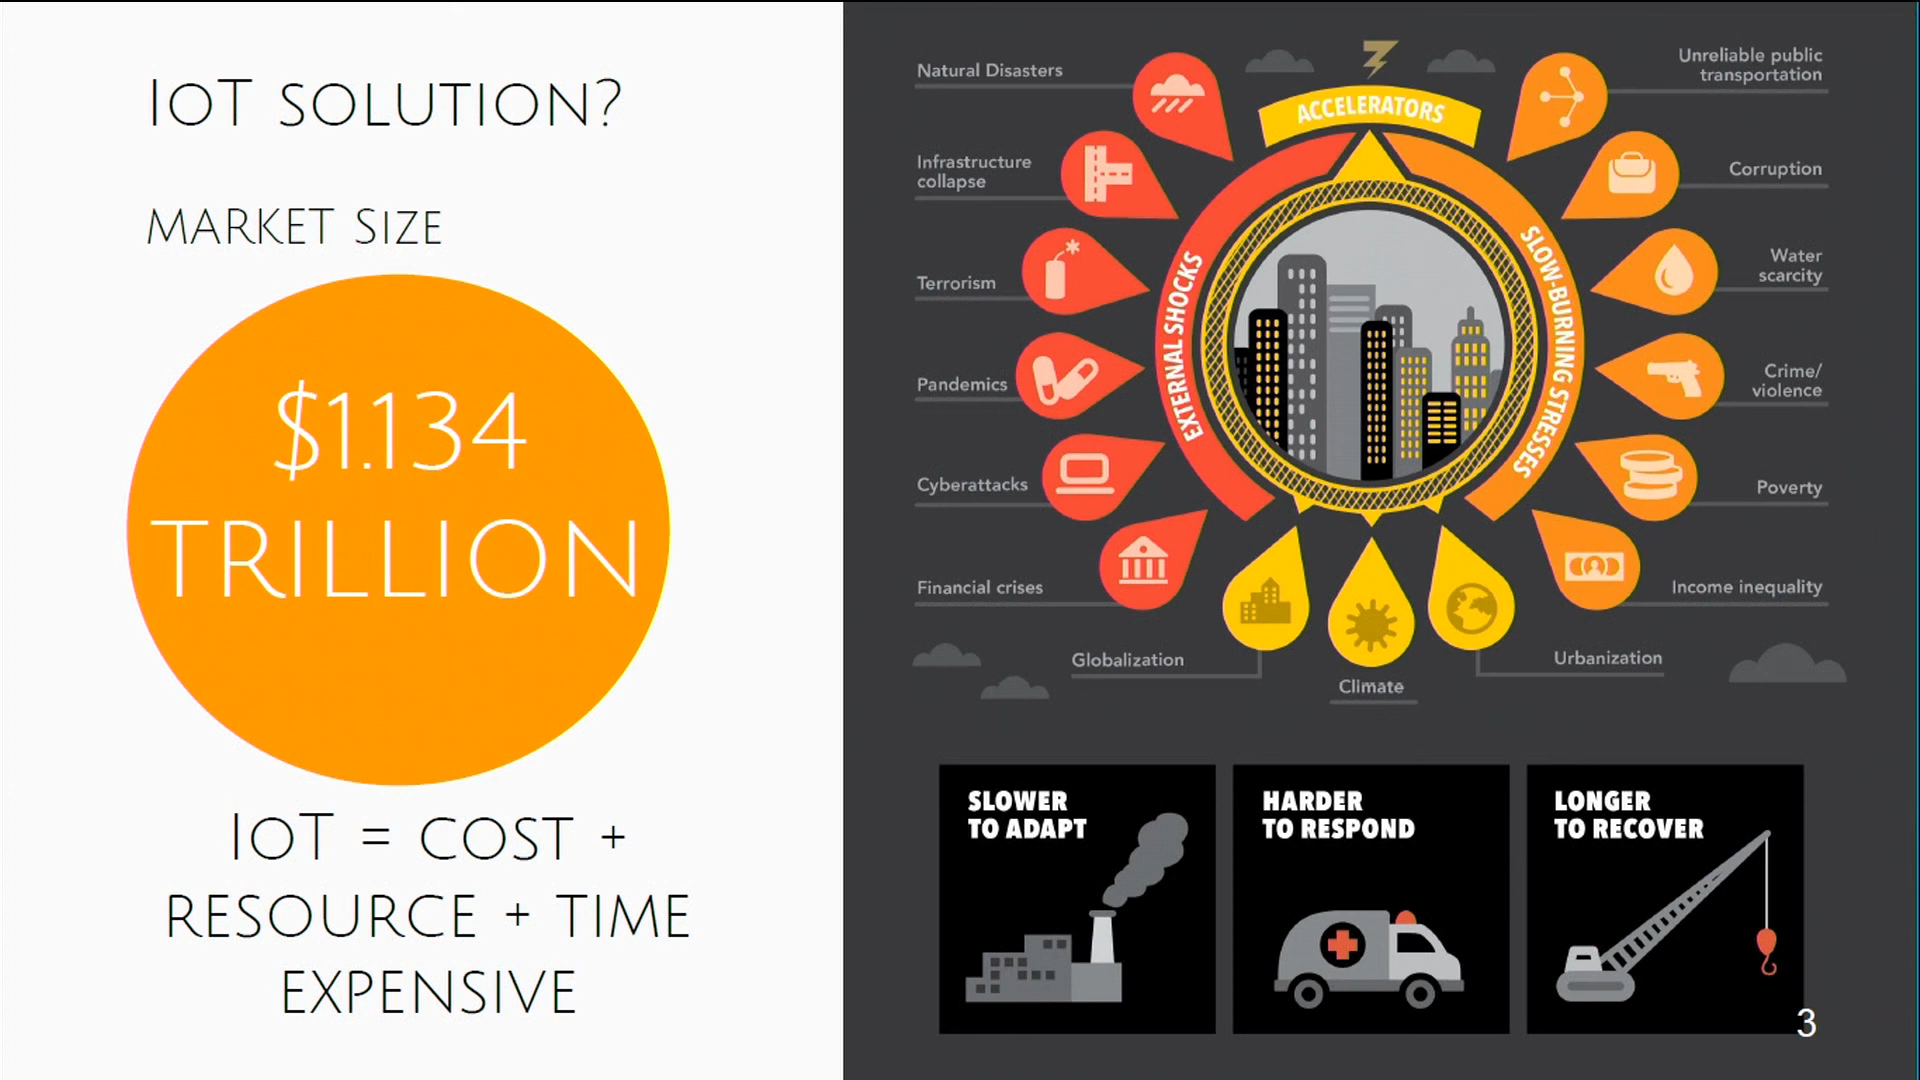 IoT SOLUTION?
MARKET SIZE
$1.134
TRILLION
IoT = COST +
RESOURCE + TIME
EXPENSIVE
ACCELERATORS
EXTERNAL SHOCKS
SLOW-BURNING STRESSES
Natural Disasters
Infrastructure
collapse
Terrorism
Pandemics
Cyberattacks
Financial crises
Unreliable public
transportation
Corruption
Water
scarcity
Crime/
violence
Poverty
Income inequality
Globalization
Climate
Urbanization
SLOWER
TO ADAPT
HARDER
TO RESPOND
LONGER
TO RECOVER
3